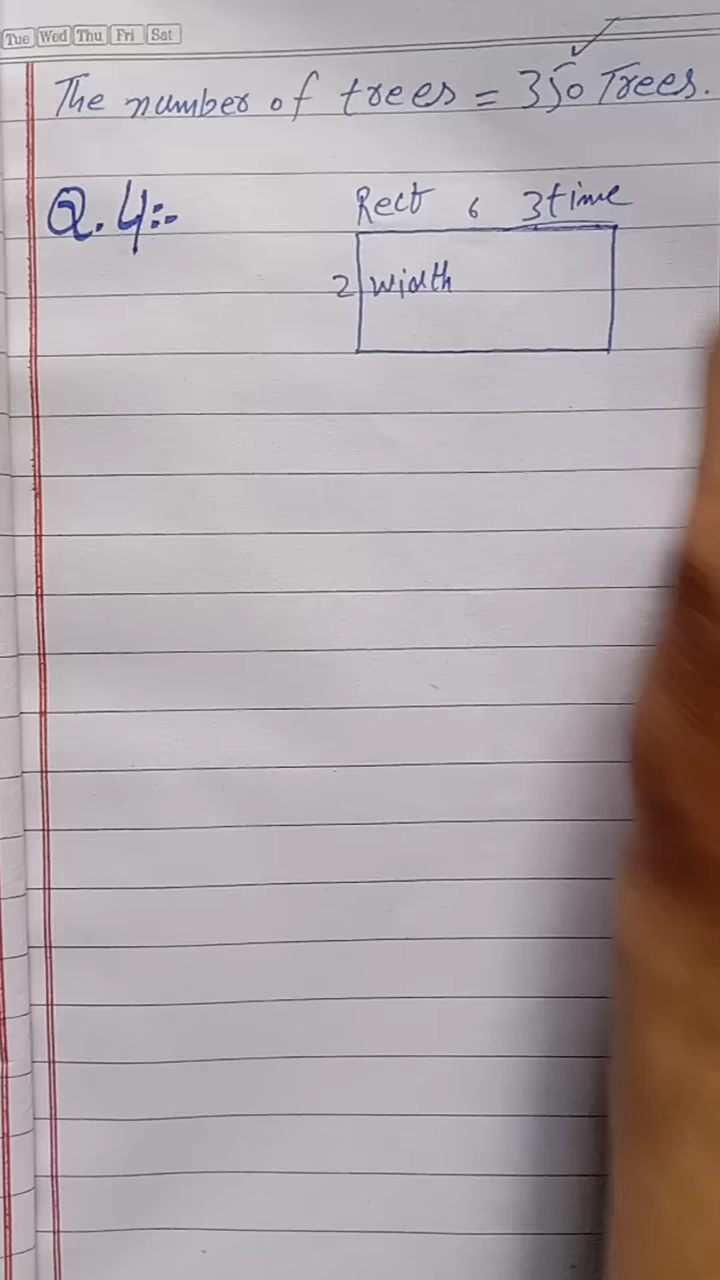 Tue Wed Thu Fri Sat
The number of trees = 350 Trees.
Q.4:-
Rect 6 3time
2 width